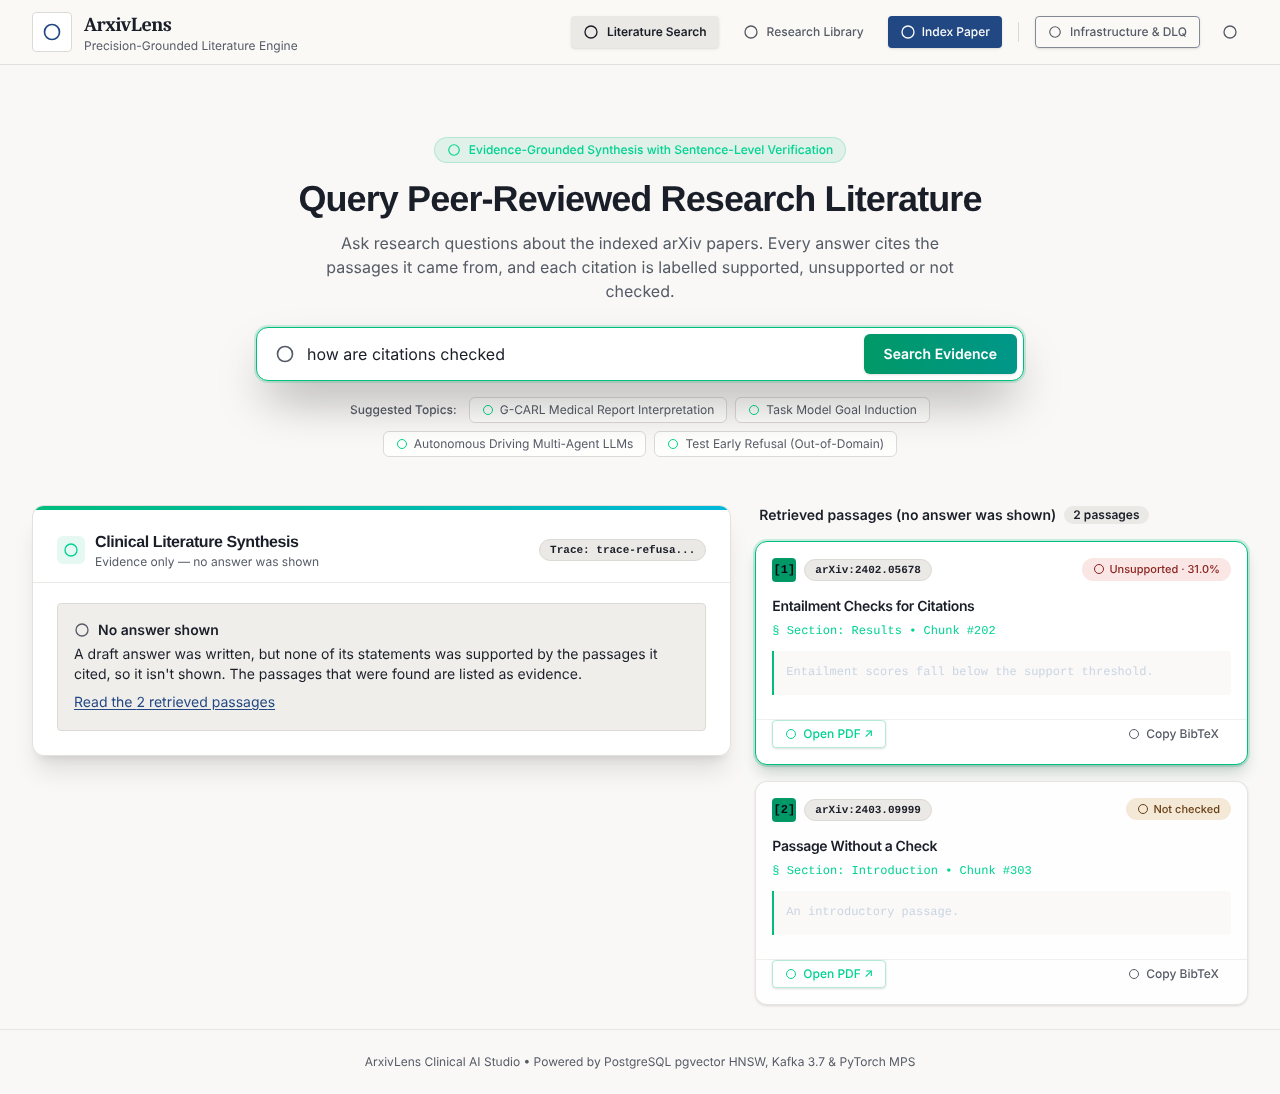 ArxivLens
Precision-Grounded Literature Engine
Literature Search
Research Library
Index Paper
Infrastructure & DLQ
Evidence-Grounded Synthesis with Sentence-Level Verification
Query Peer-Reviewed Research Literature
Ask research questions about the indexed arXiv papers. Every answer cites the
passages it came from, and each citation is labelled supported, unsupported or not
checked.
how are citations checked
Search Evidence
Suggested Topics:
G-CARL Medical Report Interpretation
Task Model Goal Induction
Autonomous Driving Multi-Agent LLMs
Test Early Refusal (Out-of-Domain)
Clinical Literature Synthesis
Evidence only — no answer was shown
Trace: trace-refusa...
No answer shown
A draft answer was written, but none of its statements was supported by the passages it
cited, so it isn't shown. The passages that were found are listed as evidence.
Read the 2 retrieved passages
Retrieved passages (no answer was shown)
2 passages
[1]
arXiv:2402.05678
Unsupported · 31.0%
Entailment Checks for Citations
§ Section: Results • Chunk #202
Entailment scores fall below the support threshold.
Open PDF ↗
Copy BibTeX
[2]
arXiv:2403.09999
Not checked
Passage Without a Check
§ Section: Introduction • Chunk #303
An introductory passage.
Open PDF ↗
Copy BibTeX
ArxivLens Clinical AI Studio • Powered by PostgreSQL pgvector HNSW, Kafka 3.7 & PyTorch MPS